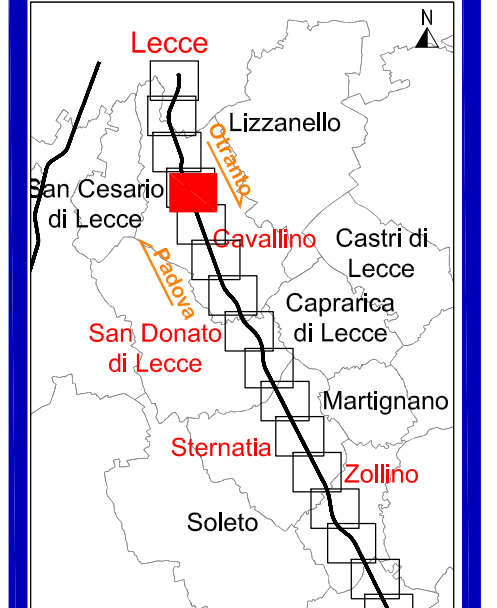 N
Lecce
Lizzanello
Otranto
San Cesario
di Lecce
Cavallino
Castri di
Lecce
Padova
Caprarica
di Lecce
San Donato
di Lecce
Martignano
Sternatia
Zollino
Soleto